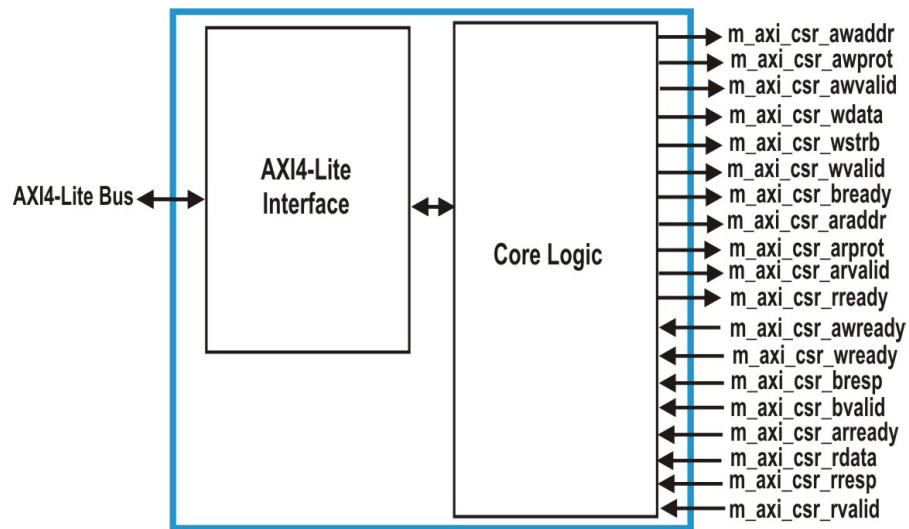 AXI4-Lite Bus
AXI4-Lite
Interface
Core Logic
m_axi_csr_awaddr
m_axi_csr_awprot
m_axi_csr_awvalid
m_axi_csr_wdata
m_axi_csr_wstrb
m_axi_csr_wvalid
m_axi_csr_bready
m_axi_csr_araddr
m_axi_csr_arprot
m_axi_csr_arvalid
m_axi_csr_rready
m_axi_csr_awready
m_axi_csr_wready
m_axi_csr_bresp
m_axi_csr_bvalid
m_axi_csr_arready
m_axi_csr_rdata
m_axi_csr_rresp
m_axi_csr_rvalid